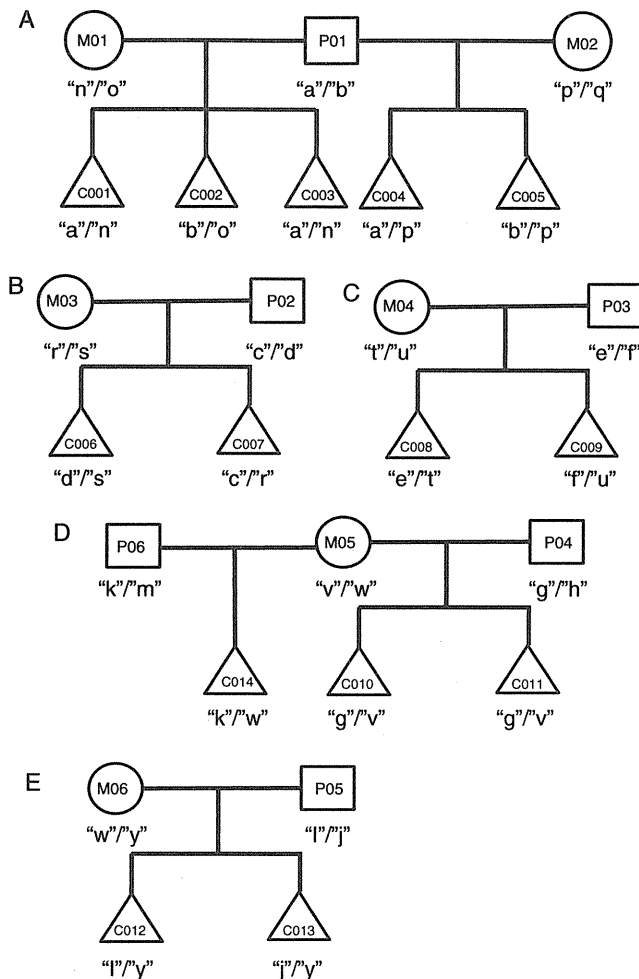 A
M01 P01 M02
“n”/”o” “a”/”b” “p”/”q”
C001 C002 C003 C004 C005
“a”/”n” “b”/”o” “a”/”n” “a”/”p” “b”/”p”
B
M03 P02
“r”/”s” “c”/”d”
C006 C007
“d”/”s” “c”/”r”
C
M04 P03
“t”/”u” “e”/”f”
C008 C009
“e”/”t” “f”/”u”
D
P06 M05 P04
“k”/”m” “v”/”w” “g”/”h”
C014 C010 C011
“k”/”w” “g”/”v” “g”/”v”
E
M06 P05
“w”/”y” “l”/”j”
C012 C013
“l”/”y” “j”/”y”